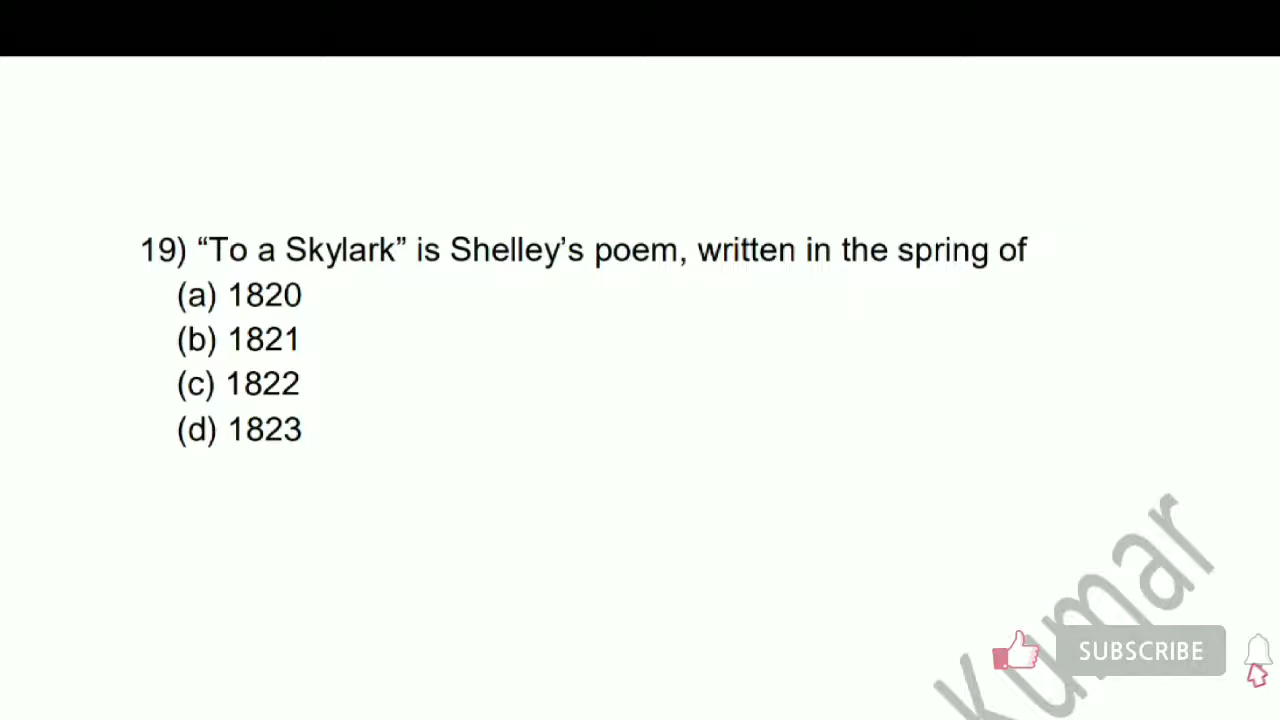 19) “To a Skylark” is Shelley’s poem, written in the spring of
(a) 1820
(b) 1821
(c) 1822
(d) 1823
Kumar
SUBSCRIBE